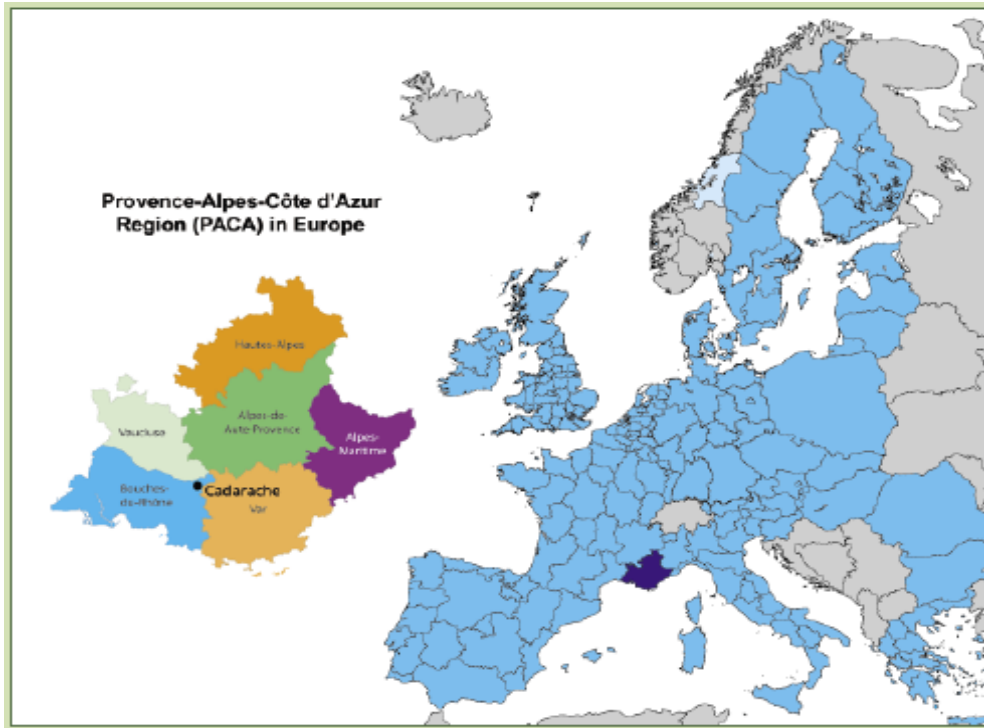 Provence-Alpes-Côte d'Azur
Region (PACA) in Europe
Hautes-Alpes
Alpes-de-
Aute-Provence
Vaucluse
Alpes-
Maritime
Bouches-
du-Rhône
Cadarache
Var